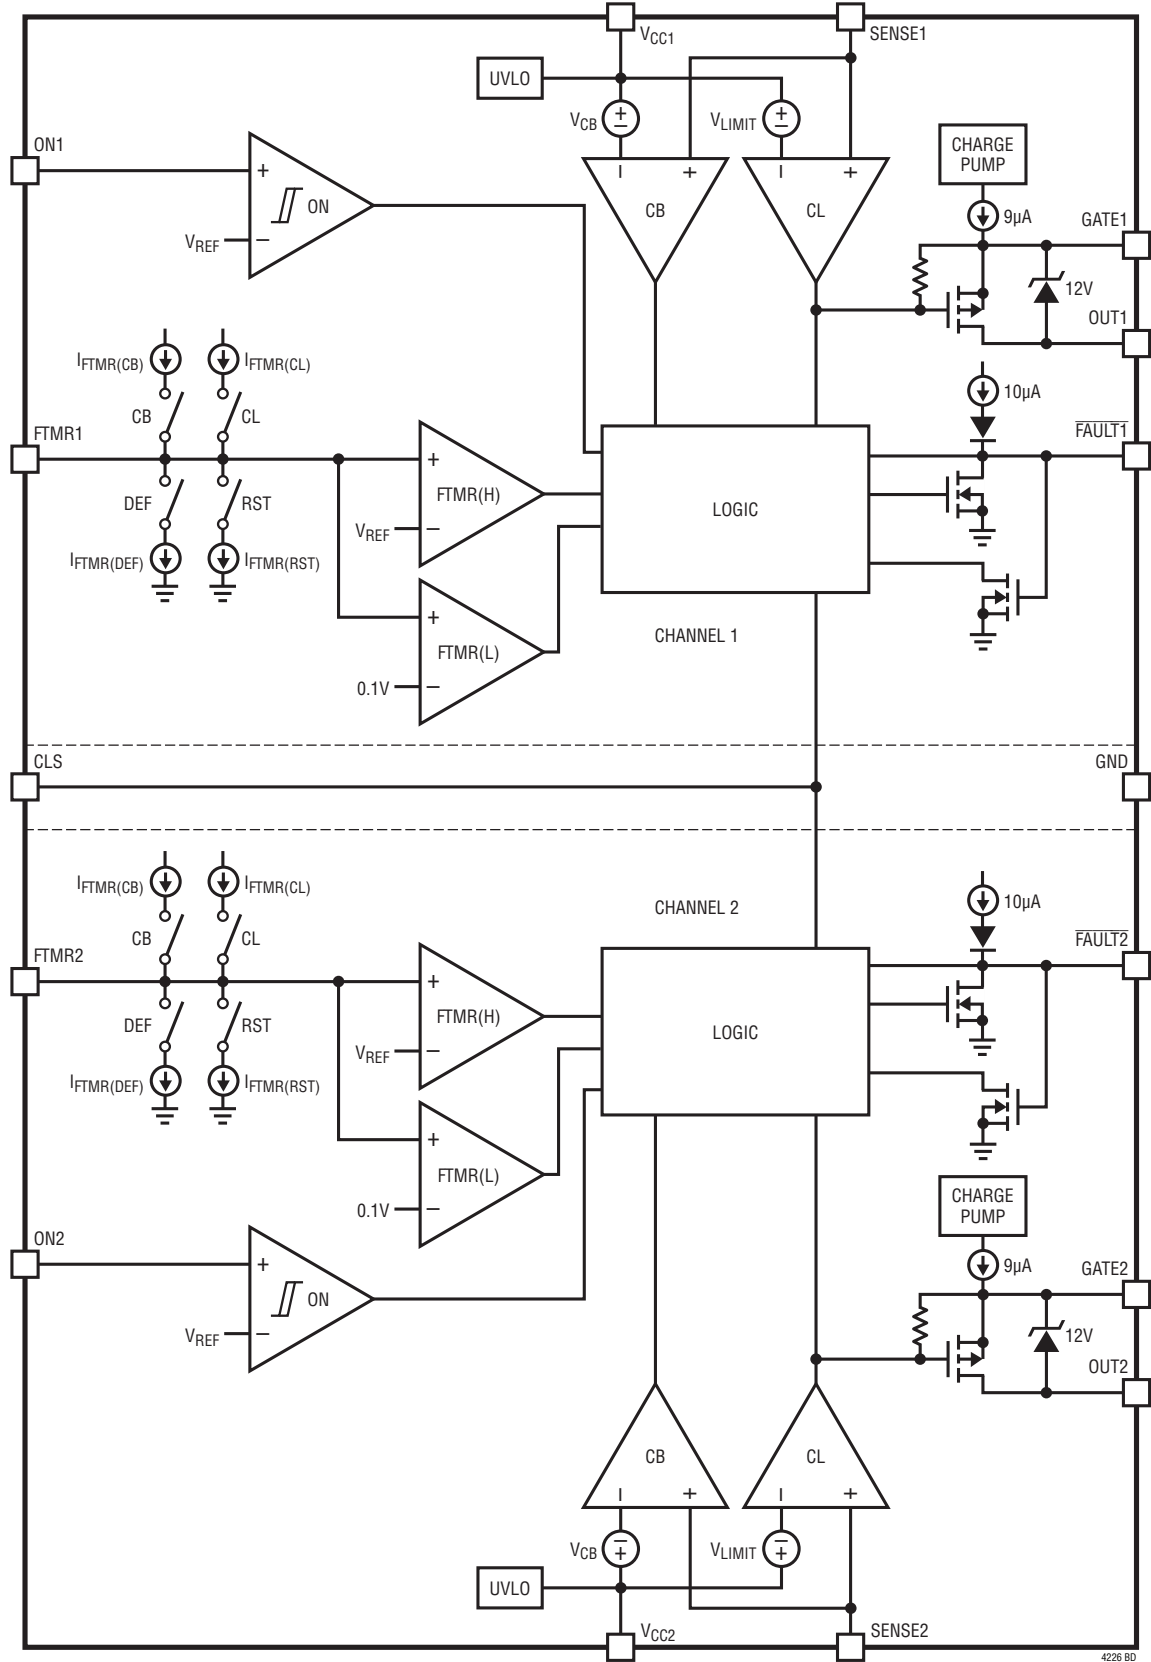 VCC1
SENSE1
UVLO
VCB
+
–
VLIMIT
+
–
ON1
+
ON
VREF
–
–
+
CB
–
+
CL
CHARGE
PUMP
9µA
GATE1
12V
OUT1
IFTMR(CB)
IFTMR(CL)
CB
CL
FTMR1
DEF
RST
IFTMR(DEF)
IFTMR(RST)
+
FTMR(H)
VREF
–
+
FTMR(L)
0.1V
–
LOGIC
CHANNEL 1
10µA
FAULT1
CLS
GND
IFTMR(CB)
IFTMR(CL)
CB
CL
FTMR2
DEF
RST
IFTMR(DEF)
IFTMR(RST)
+
FTMR(H)
VREF
–
+
FTMR(L)
0.1V
–
CHANNEL 2
LOGIC
10µA
FAULT2
ON2
+
ON
VREF
–
CHARGE
PUMP
9µA
GATE2
12V
OUT2
CB
–
+
CL
–
+
VCB
–
+
VLIMIT
–
+
UVLO
VCC2
SENSE2
4226 BD